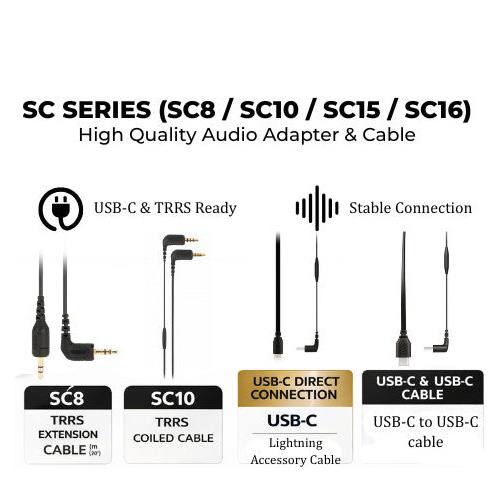 SC SERIES (SC8 / SC10 / SC15 / SC16)
High Quality Audio Adapter & Cable
USB-C & TRRS Ready
Stable Connection
SC8
TRRS
EXTENSION
CABLE (m (20')
SC10
TRRS
COILED CABLE
USB-C DIRECT
CONNECTION
USB-C
Lightning
Accessory Cable
USB-C & USB-C
CABLE
USB-C to USB-C
cable